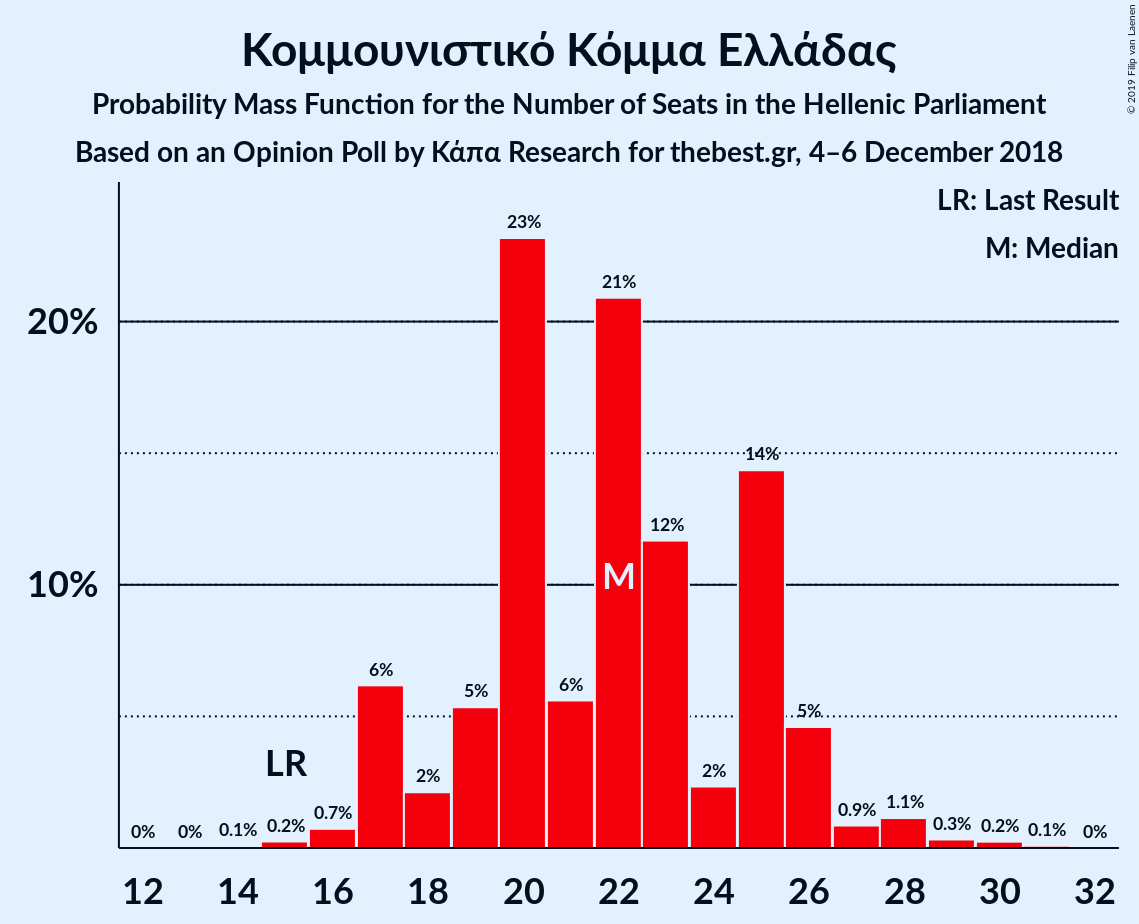 Κομμουνιστικό Κόμμα Ελλάδας
Probability Mass Function for the Number of Seats in the Hellenic Parliament
Based on an Opinion Poll by Κάπα Research for thebest.gr, 4–6 December 2018
© 2019 Filip van Laenen
LR: Last Result
M: Median
20%
10%
0%
0%
0.1%
0.2%
0.7%
6%
2%
5%
23%
6%
21%
12%
2%
14%
5%
0.9%
1.1%
0.3%
0.2%
0.1%
0%
LR
M
12 14 16 18 20 22 24 26 28 30 32